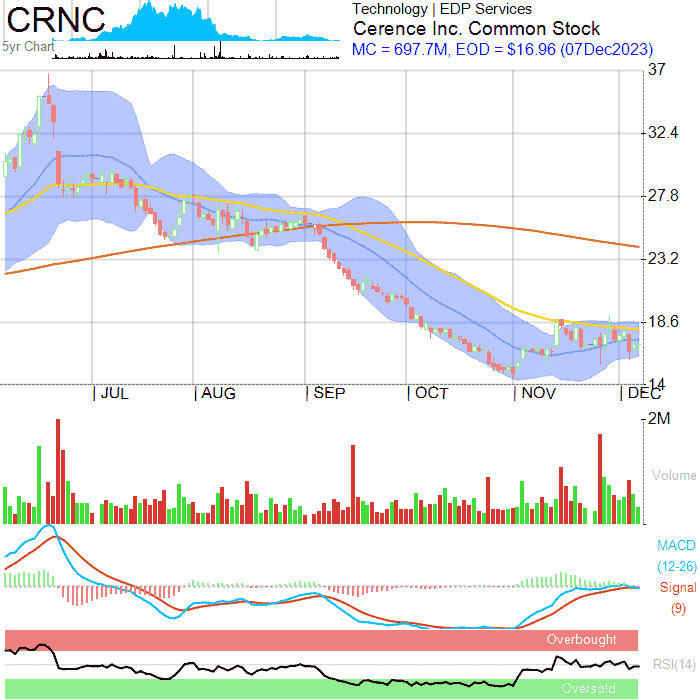 CRNC
Technology | EDP Services
Cerence Inc. Common Stock
5yr Chart
MC = 697.7M, EOD = $16.96 (07Dec2023)
37
32.4
27.8
23.2
18.6
14
| JUL
| AUG
| SEP
| OCT
| NOV
| DEC
2M
Volume
MACD
(12-26)
Signal
(9)
Overbought
RSI(14)
Oversold